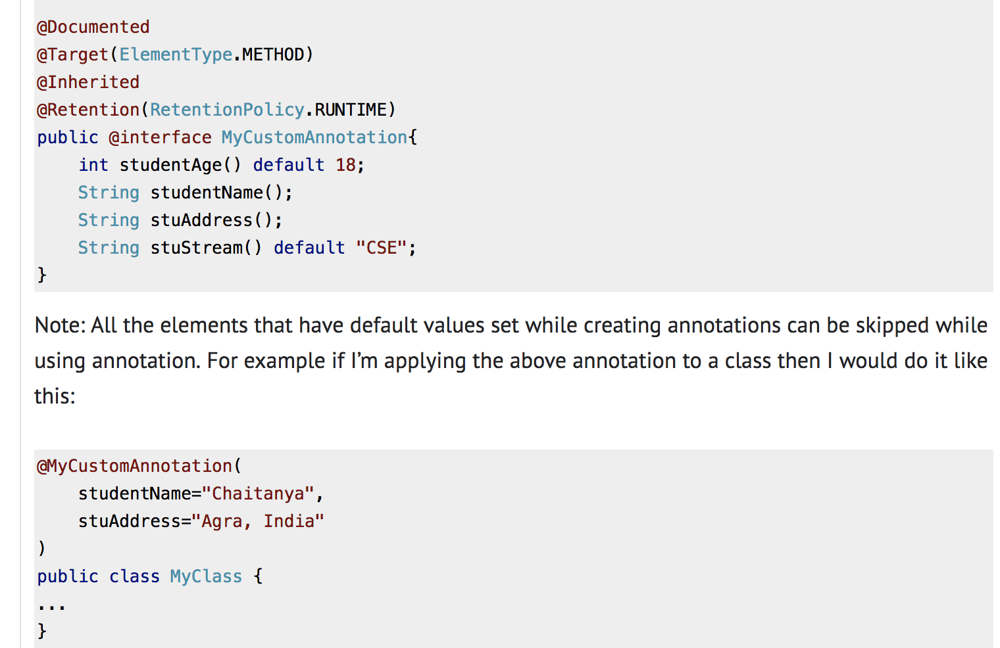 @Documented
@Target(ElementType.METHOD)
@Inherited
@Retention(RetentionPolicy.RUNTIME)
public @interface MyCustomAnnotation{
    int studentAge() default 18;
    String studentName();
    String stuAddress();
    String stuStream() default "CSE";
}
Note: All the elements that have default values set while creating annotations can be skipped while
using annotation. For example if I’m applying the above annotation to a class then I would do it like
this:
@MyCustomAnnotation(
    studentName="Chaitanya",
    stuAddress="Agra, India"
)
public class MyClass {
...
}